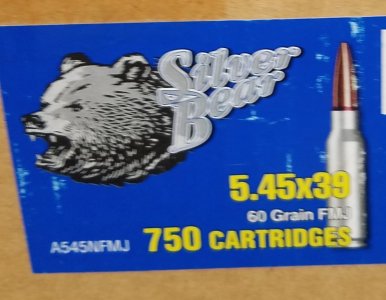 Silver
Bear
5.45x39
60 Grain FMJ
A545NFMJ
750 CARTRIDGES